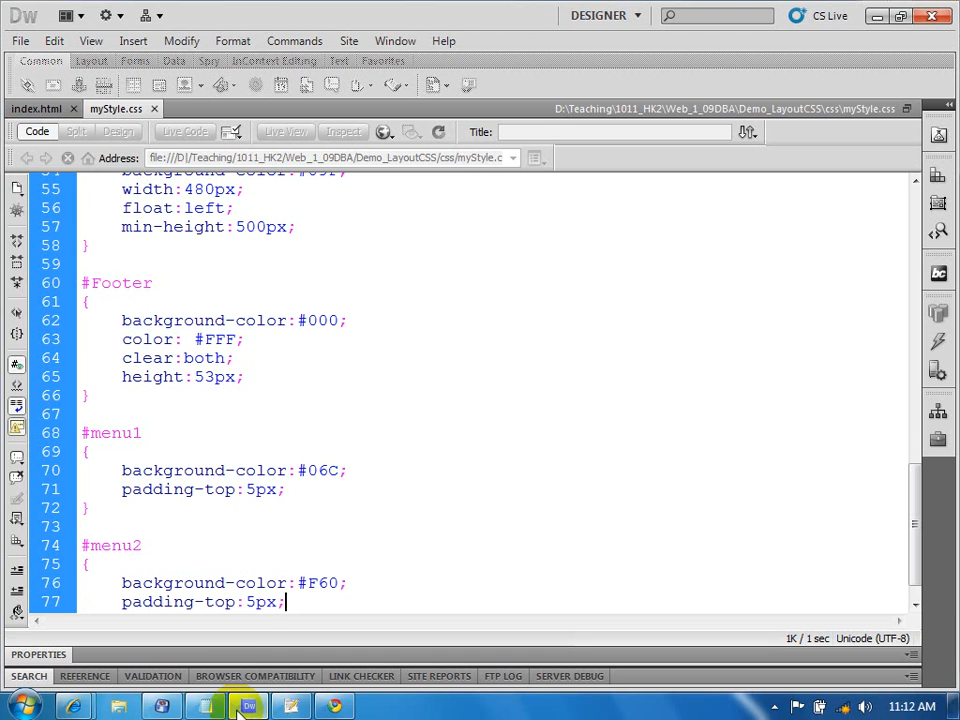 Dw
DESIGNER
CS Live
File Edit View Insert Modify Format Commands Site Window Help
Common Layout Forms Data Spry InContext Editing Text Favorites
index.html myStyle.css D:\Teaching\1011_HK2\Web_1_09DBA\Demo_LayoutCSS\css\myStyle.css
Code Split Design Live Code Live View Inspect Title:
Address: file:///D|/Teaching/1011_HK2/Web_1_09DBA/Demo_LayoutCSS/css/myStyle.c
55 width:480px;
56 float:left;
57 min-height:500px;
58 }
59
60 #Footer
61 {
62 background-color:#000;
63 color: #FFF;
64 clear:both;
65 height:53px;
66 }
67
68 #menu1
69 {
70 background-color:#06C;
71 padding-top:5px;
72 }
73
74 #menu2
75 {
76 background-color:#F60;
77 padding-top:5px;
1K / 1 sec Unicode (UTF-8)
PROPERTIES
SEARCH REFERENCE VALIDATION BROWSER COMPATIBILITY LINK CHECKER SITE REPORTS FTP LOG SERVER DEBUG
Dw
11:12 AM